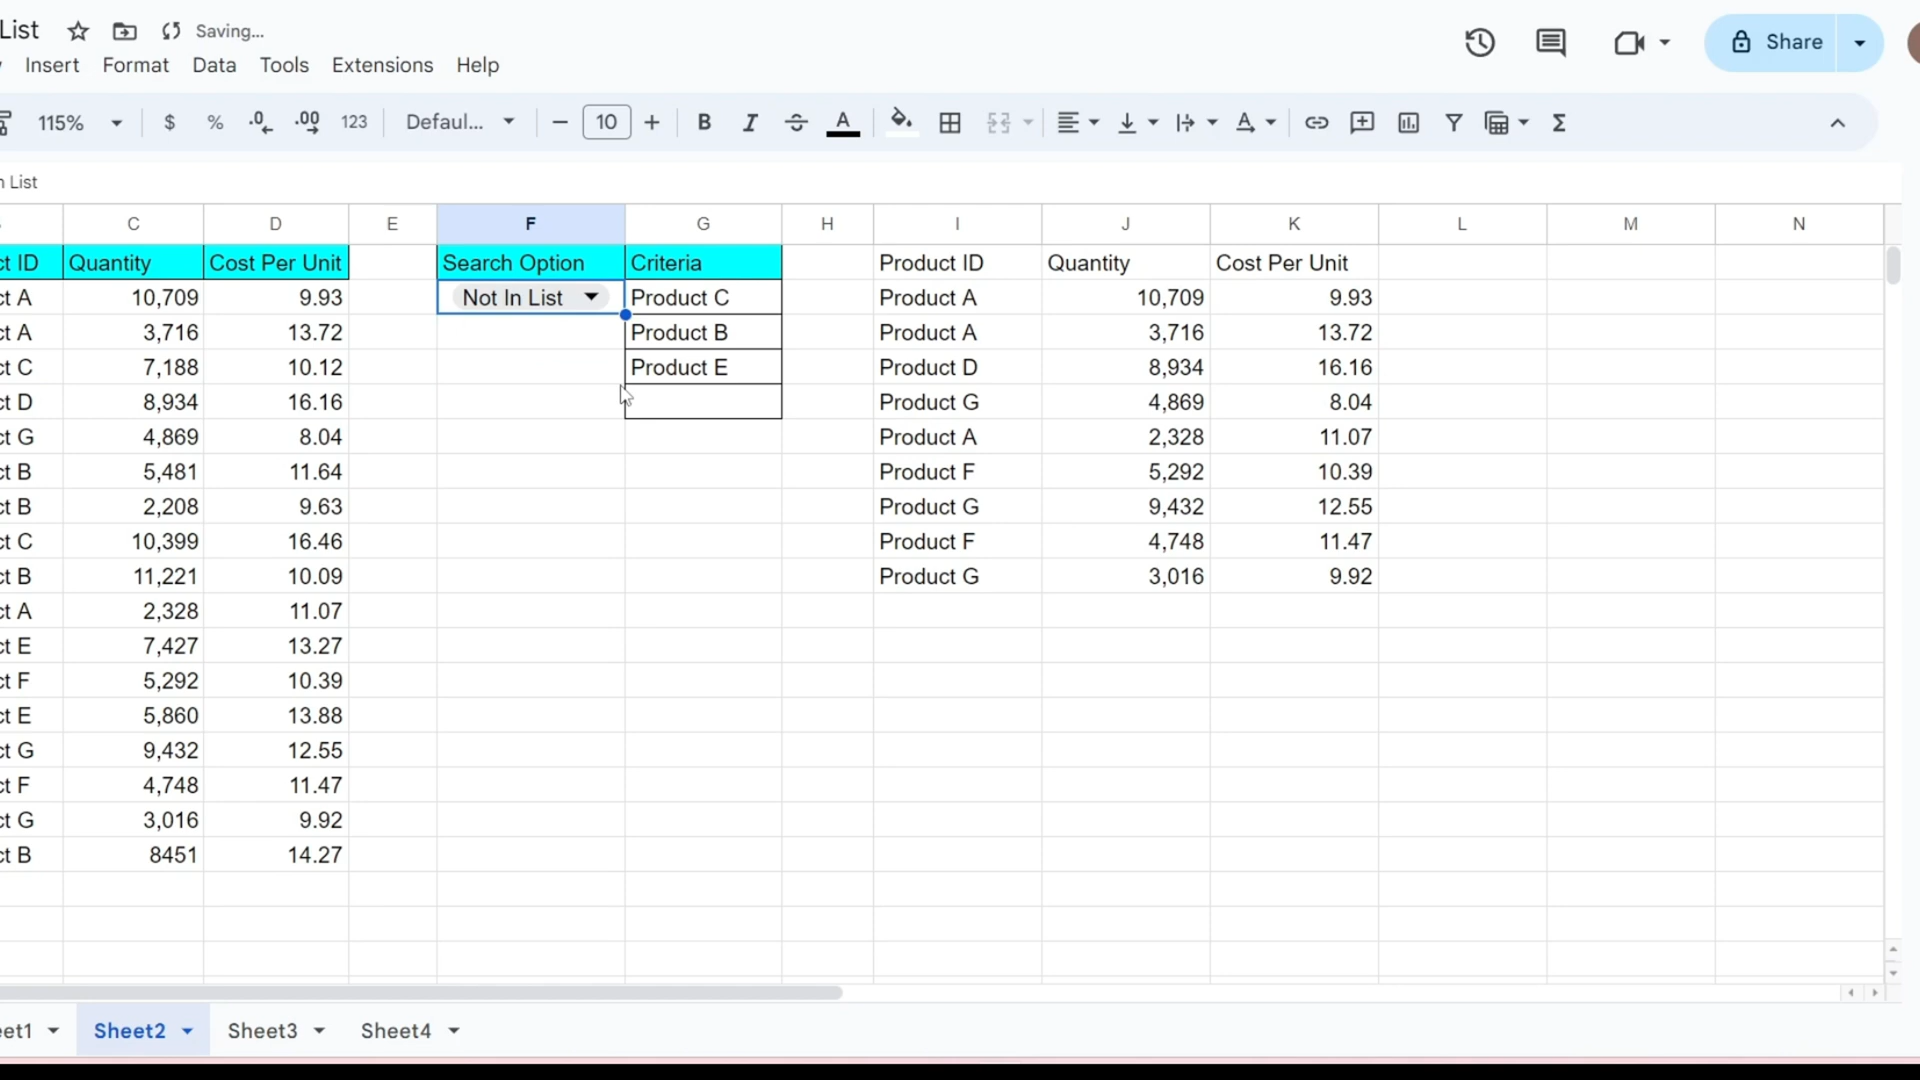 List Saving...
Insert Format Data Tools Extensions Help
Share
115% $ % .0 .00 123 Defaul... 10 B I A
n List
C D E F G H I J K L M N
ct ID Quantity Cost Per Unit Search Option Criteria Product ID Quantity Cost Per Unit
ct A 10,709 9.93 Not In List Product C Product A 10,709 9.93
ct A 3,716 13.72 Product B Product A 3,716 13.72
ct C 7,188 10.12 Product E Product D 8,934 16.16
ct D 8,934 16.16 Product G 4,869 8.04
ct G 4,869 8.04 Product A 2,328 11.07
ct B 5,481 11.64 Product F 5,292 10.39
ct B 2,208 9.63 Product G 9,432 12.55
ct C 10,399 16.46 Product F 4,748 11.47
ct B 11,221 10.09 Product G 3,016 9.92
ct A 2,328 11.07
ct E 7,427 13.27
ct F 5,292 10.39
ct E 5,860 13.88
ct G 9,432 12.55
ct F 4,748 11.47
ct G 3,016 9.92
ct B 8451 14.27
eet1 Sheet2 Sheet3 Sheet4